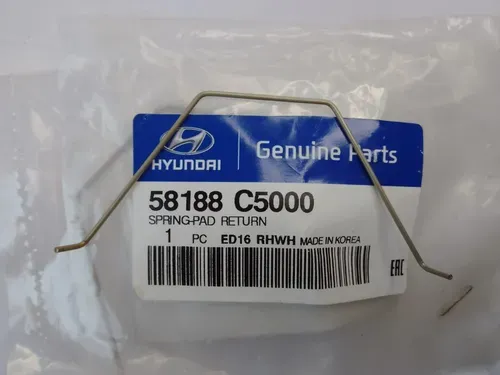 HYUNDAI
Genuine Parts
58188 C5000
SPRING-PAD RETURN
1 PC ED16 RHWH MADE IN KOREA
EAC